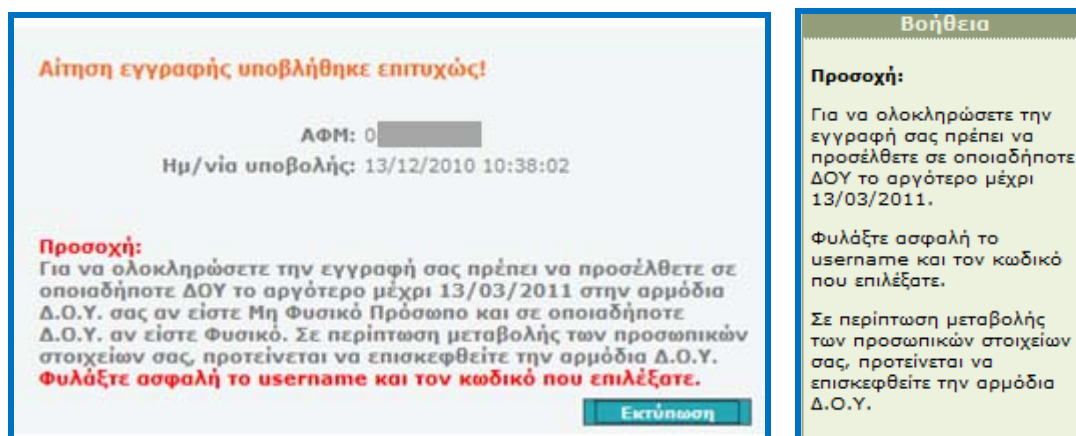 Αίτηση εγγραφής υποβλήθηκε επιτυχώς!
ΑΦΜ: 0
Ημ/νία υποβολής: 13/12/2010 10:38:02
Προσοχή:
Για να ολοκληρώσετε την εγγραφή σας πρέπει να προσέλθετε σε
οποιαδήποτε ΔΟΥ το αργότερο μέχρι 13/03/2011 στην αρμόδια
Δ.Ο.Υ. σας αν είστε Μη Φυσικό Πρόσωπο και σε οποιαδήποτε
Δ.Ο.Υ. αν είστε Φυσικό. Σε περίπτωση μεταβολής των προσωπικών
στοιχείων σας, προτείνεται να επισκεφθείτε την αρμόδια Δ.Ο.Υ.
Φυλάξτε ασφαλή το username και τον κωδικό που επιλέξατε.
Εκτύπωση
Βοήθεια
Προσοχή:
Για να ολοκληρώσετε την
εγγραφή σας πρέπει να
προσέλθετε σε οποιαδήποτε
ΔΟΥ το αργότερο μέχρι
13/03/2011.
Φυλάξτε ασφαλή το
username και τον κωδικό
που επιλέξατε.
Σε περίπτωση μεταβολής
των προσωπικών στοιχείων
σας, προτείνεται να
επισκεφθείτε την αρμόδια
Δ.Ο.Υ.